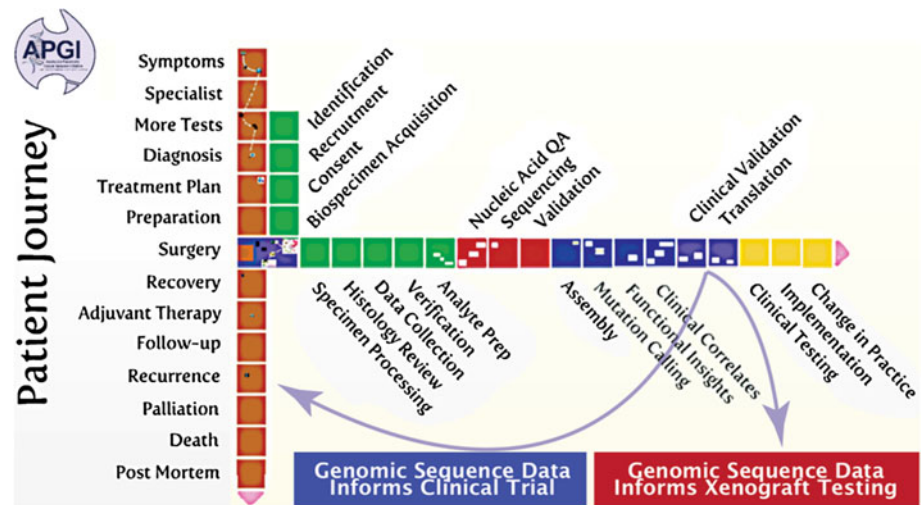 APGI
Patient Journey
Symptoms
Specialist
More Tests
Diagnosis
Treatment Plan
Preparation
Surgery
Recovery
Adjuvant Therapy
Follow-up
Recurrence
Palliation
Death
Post Mortem
Identification
Recruitment
Consent
Biospecimen Acquisition
Nucleic Acid QA
Sequencing
Validation
Clinical Validation
Translation
Specimen Processing
Histology Review
Data Collection
Verification
Analyte Prep
Assembly
Mutation Calling
Functional Insights
Clinical Correlates
Clinical Testing
Implementation
Change in Practice
Genomic Sequence Data
Informs Clinical Trial
Genomic Sequence Data
Informs Xenograft Testing